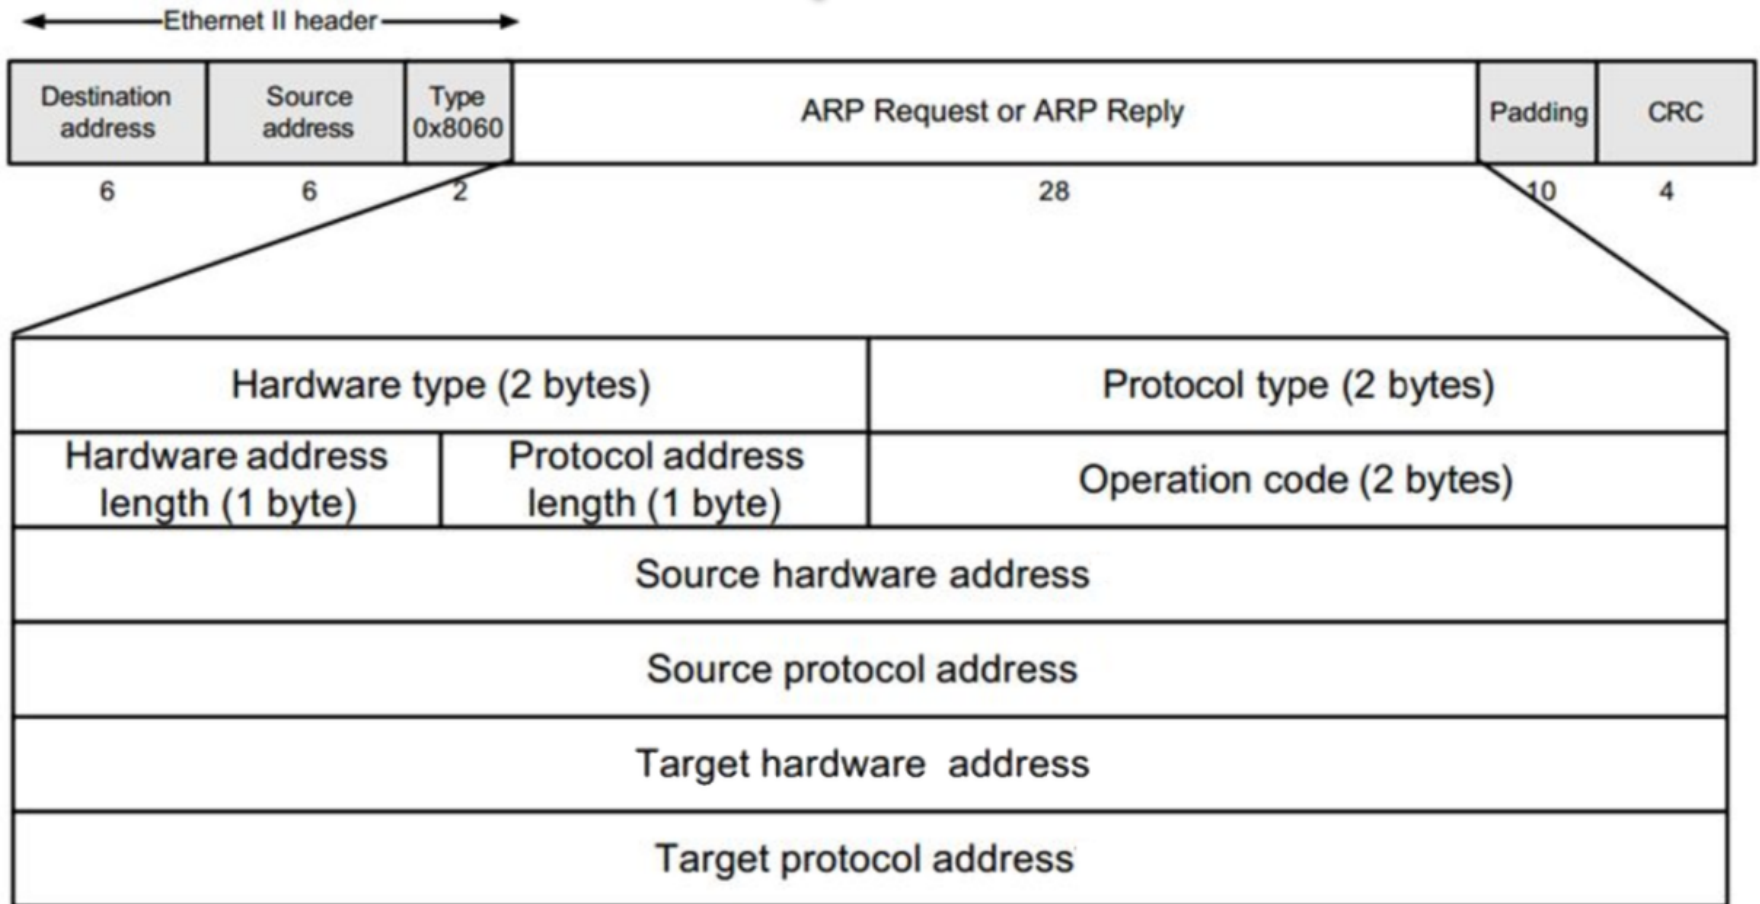 Ethernet II header
Destination
address
Source
address
Type
0x8060
ARP Request or ARP Reply
Padding
CRC
6
6
2
28
10
4
Hardware type (2 bytes)
Protocol type (2 bytes)
Hardware address
length (1 byte)
Protocol address
length (1 byte)
Operation code (2 bytes)
Source hardware address
Source protocol address
Target hardware address
Target protocol address